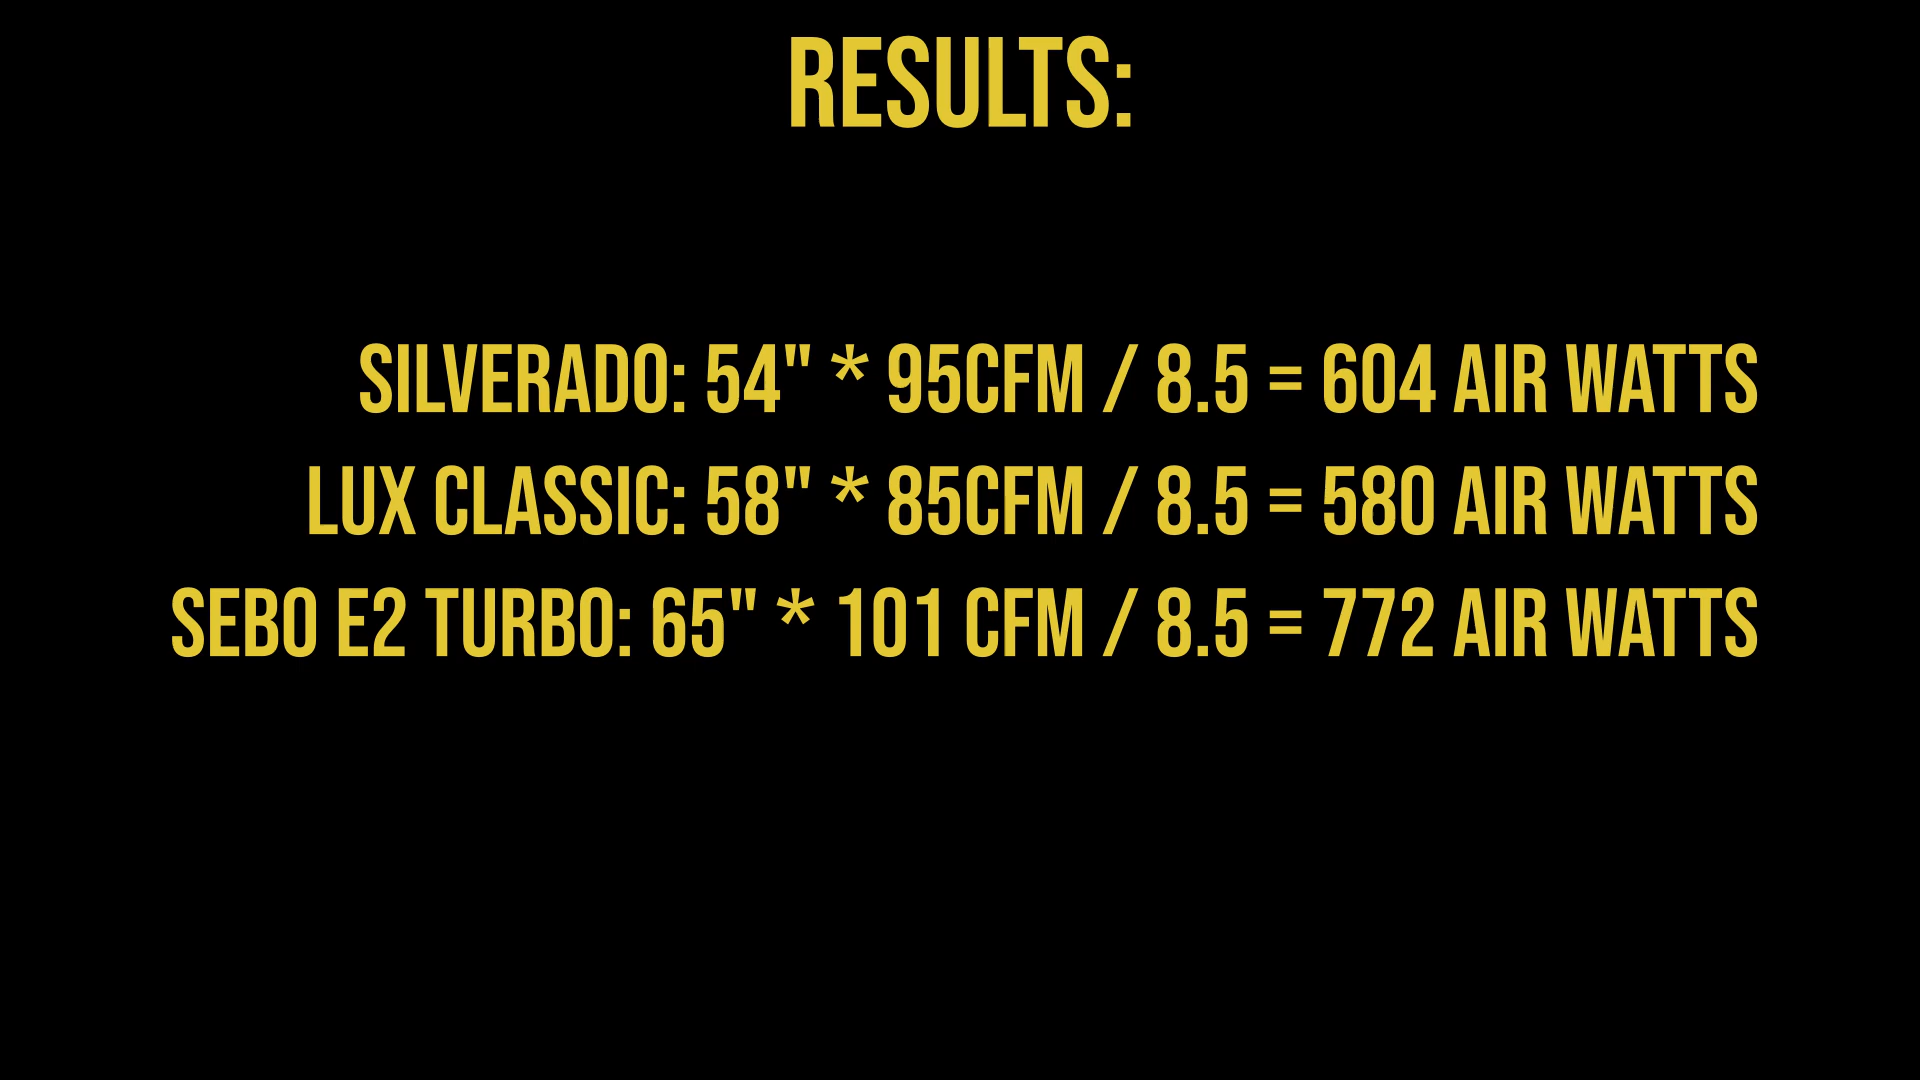 RESULTS:
SILVERADO: 54" * 95CFM / 8.5 = 604 AIR WATTS
LUX CLASSIC: 58" * 85CFM / 8.5 = 580 AIR WATTS
SEBO E2 TURBO: 65" * 101 CFM / 8.5 = 772 AIR WATTS